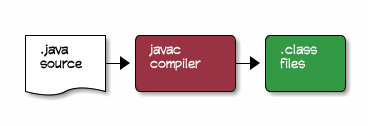 .java
source
javac
compiler
.class
files